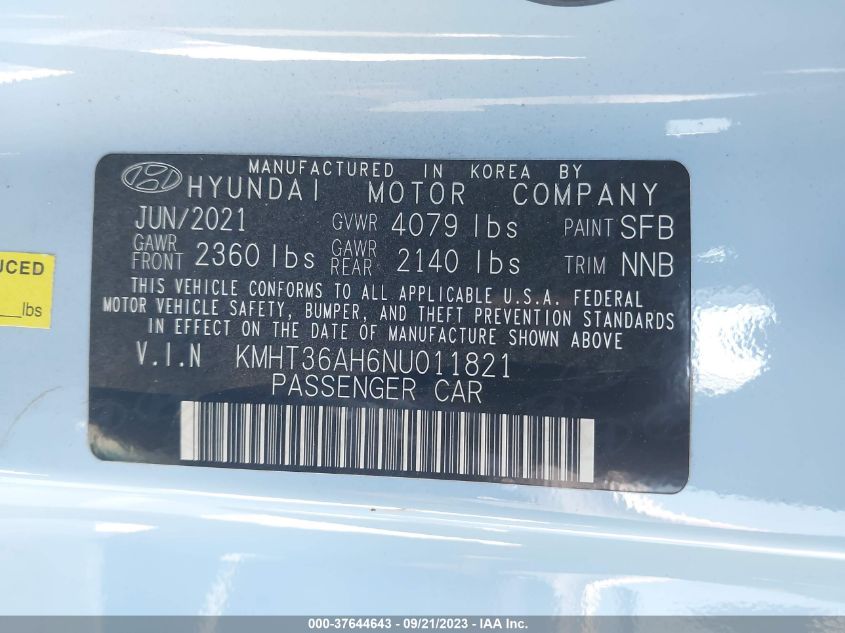 MANUFACTURED IN KOREA BY
HYUNDAI MOTOR COMPANY
JUN/2021 GVWR 4079 lbs PAINT SFB
GAWR FRONT 2360 lbs GAWR REAR 2140 lbs TRIM NNB
THIS VEHICLE CONFORMS TO ALL APPLICABLE U.S.A. FEDERAL
MOTOR VEHICLE SAFETY, BUMPER, AND THEFT PREVENTION STANDARDS
IN EFFECT ON THE DATE OF MANUFACTURE SHOWN ABOVE
V.I.N KMHT36AH6NU011821
PASSENGER CAR
UCED
lbs
000-37644643 - 09/21/2023 - IAA Inc.